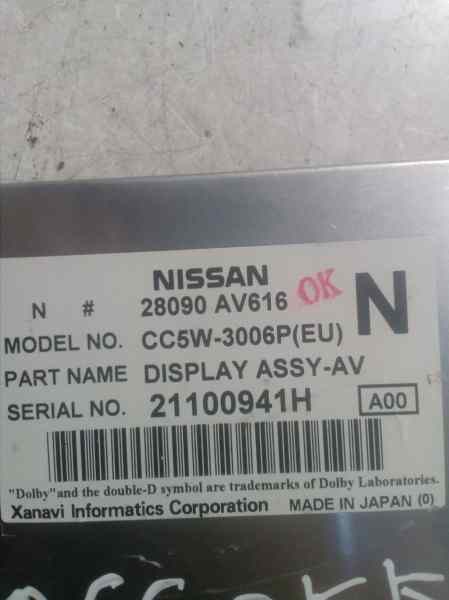 NISSAN
N # 28090 AV616 OK N
MODEL NO. CC5W-3006P(EU)
PART NAME DISPLAY ASSY-AV
SERIAL NO. 21100941H A00
"Dolby"and the double-D symbol are trademarks of Dolby Laboratories.
Xanavi Informatics Corporation MADE IN JAPAN (0)